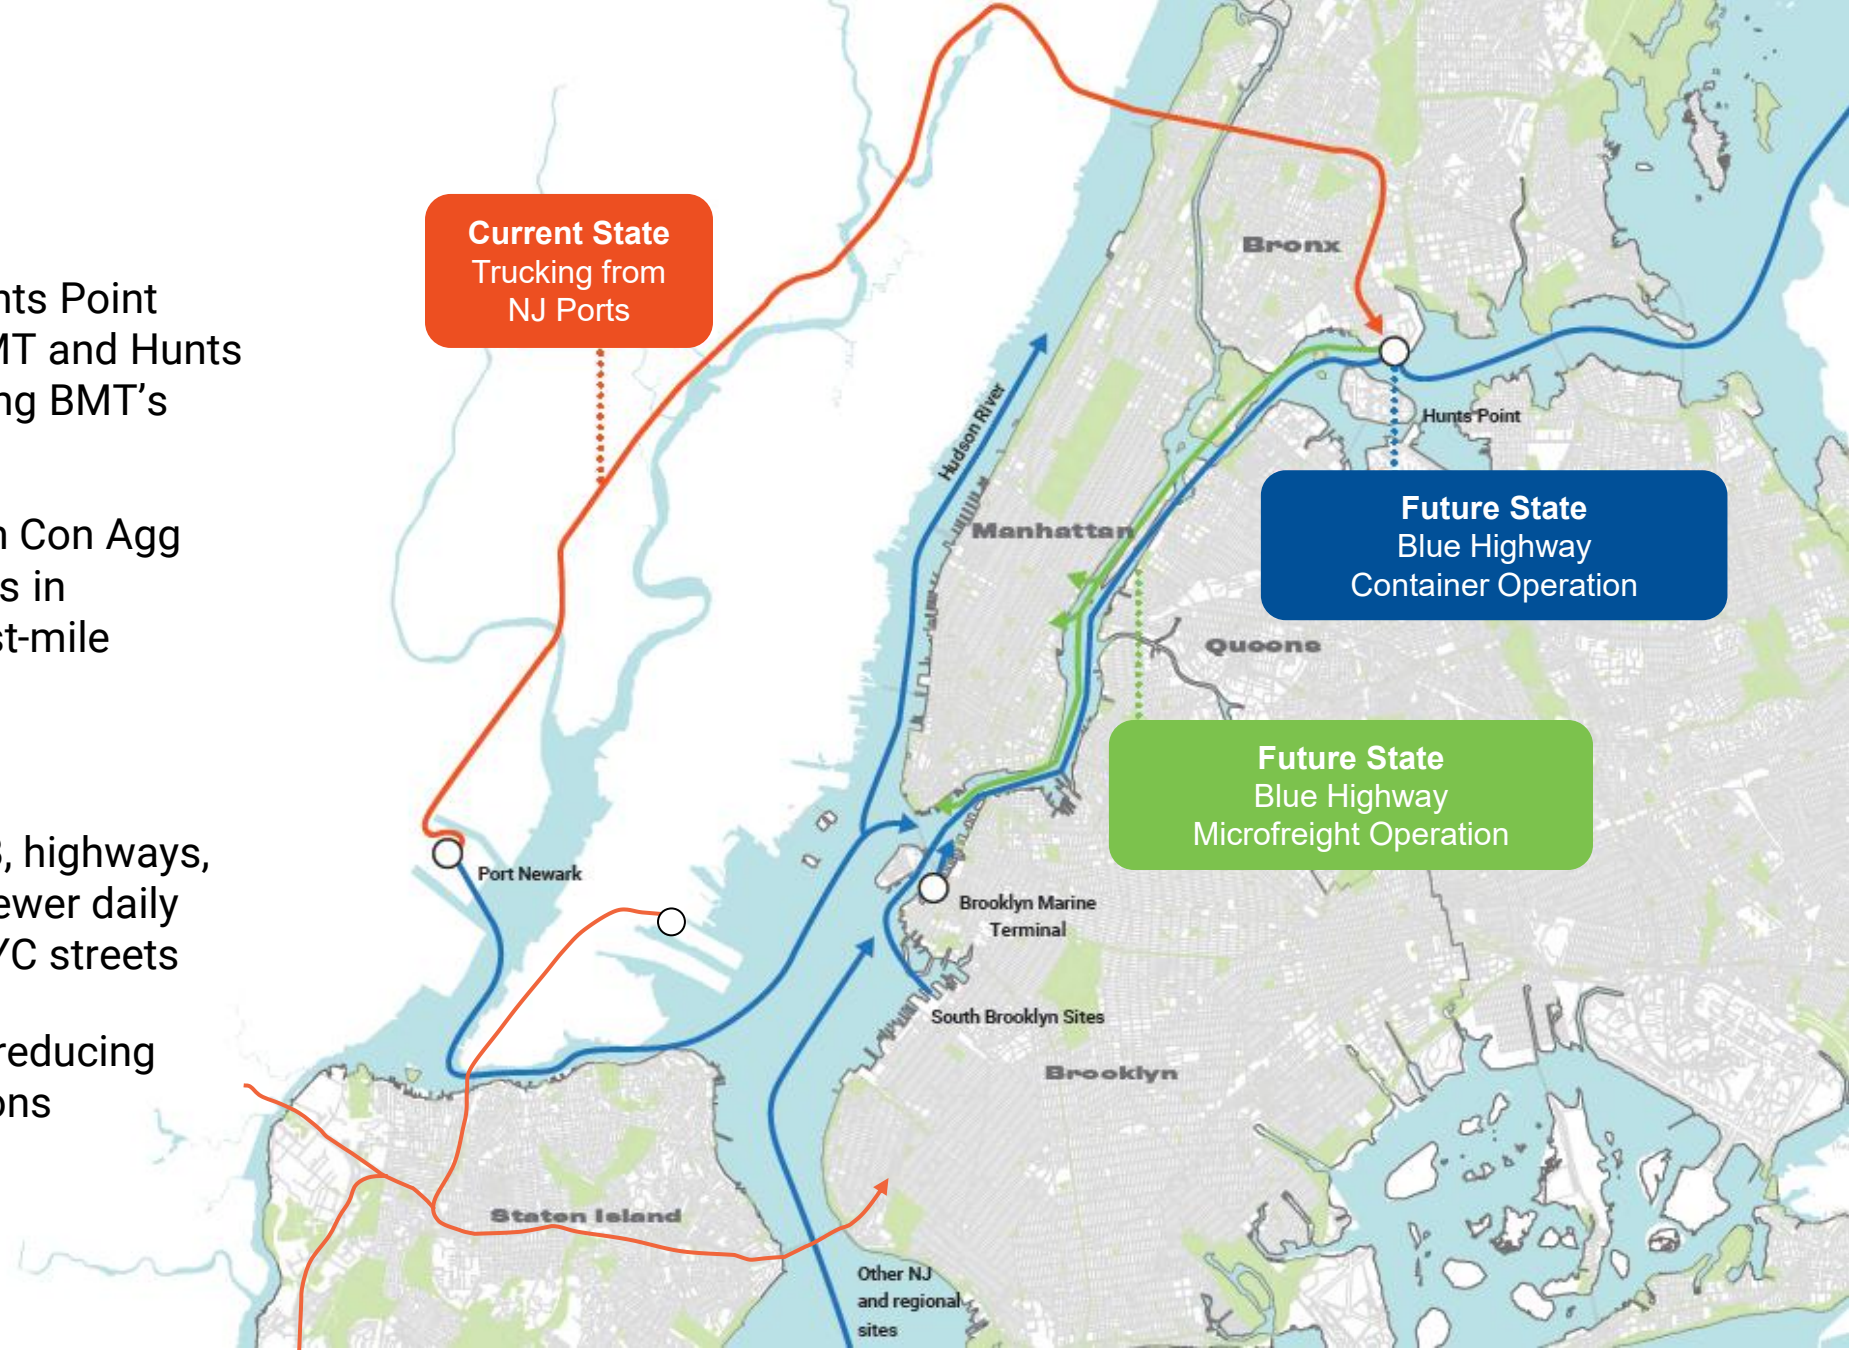 nts Point
MT and Hunts
ng BMT's
n Con Agg
s in
st-mile
, highways,
ewer daily
YC streets
reducing
ons
Current State
Trucking from
NJ Ports
Bronx
Hudson River
Hunts Point
Manhattan
Future State
Blue Highway
Container Operation
Queens
Future State
Blue Highway
Microfreight Operation
Port Newark
Brooklyn Marine
Terminal
South Brooklyn Sites
Brooklyn
Staten Island
Other NJ
and regional
sites